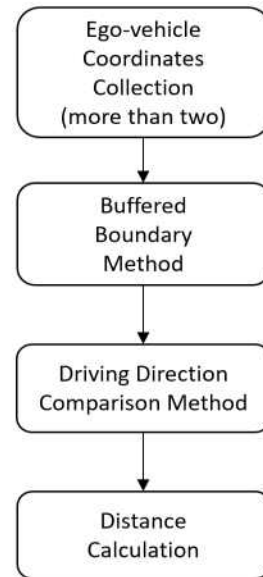 Ego-vehicle
Coordinates
Collection
(more than two)
Buffered
Boundary
Method
Driving Direction
Comparison Method
Distance
Calculation